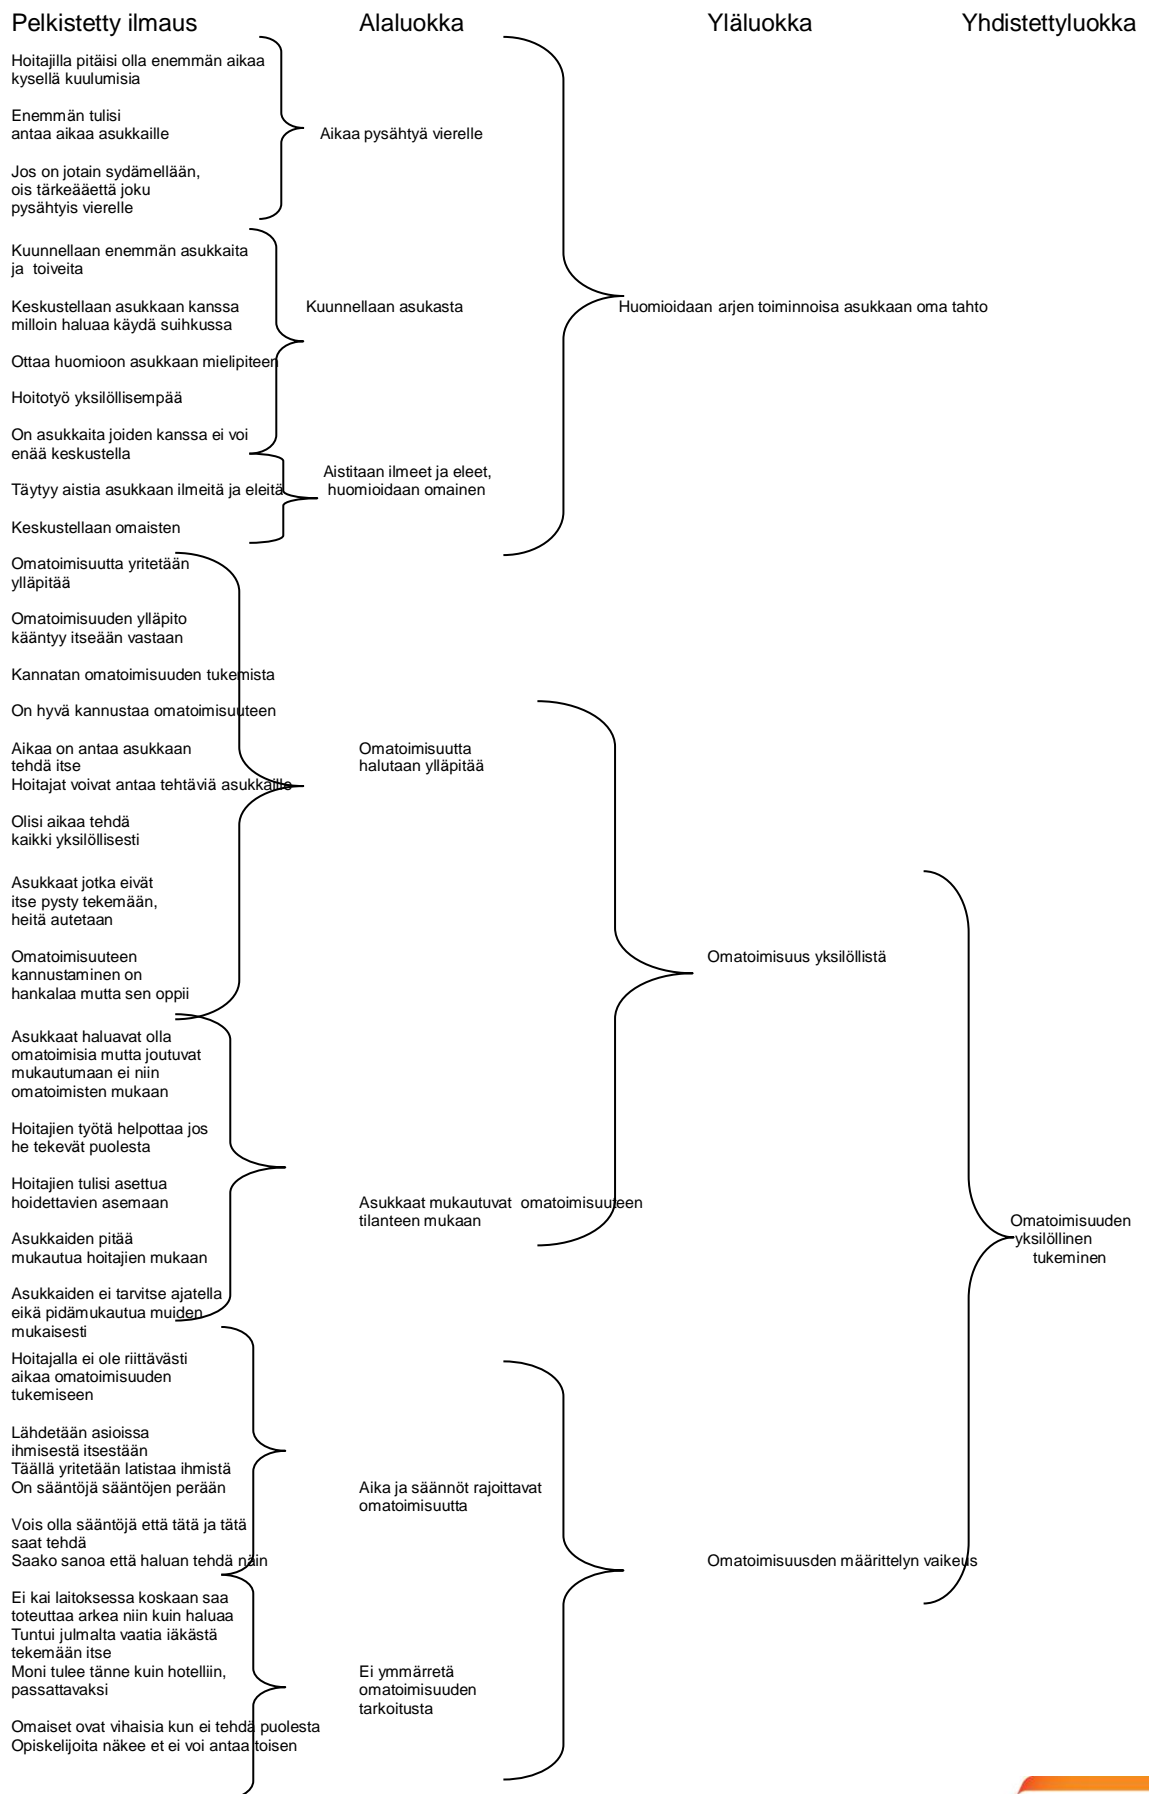 Pelkistetty ilmaus
Alaluokka
Yläluokka
Yhdistettyluokka
Hoitajilla pitäisi olla enemmän aikaa
kysellä kuulumisia
Enemmän tulisi
antaa aikaa asukkaille
Jos on jotain sydämellään,
ois tärkeääettä joku
pysähtyis vierelle
Aikaa pysähtyä vierelle
Kuunnellaan enemmän asukkaita
ja toiveita
Keskustellaan asukkaan kanssa
milloin haluaa käydä suihkussa
Ottaa huomioon asukkaan mielipiteen
Hoitotyö yksilöllisempää
On asukkaita joiden kanssa ei voi
enää keskustella
Kuunnellaan asukasta
Huomioidaan arjen toiminnoisa asukkaan oma tahto
Täytyy aistia asukkaan ilmeitä ja eleitä
Keskustellaan omaisten
Aistitaan ilmeet ja eleet,
huomioidaan omainen
Omatoimisuutta yritetään
ylläpitää
Omatoimisuuden ylläpito
kääntyy itseään vastaan
Kannatan omatoimisuuden tukemista
On hyvä kannustaa omatoimisuuteen
Aikaa on antaa asukkaan
tehdä itse
Hoitajat voivat antaa tehtäviä asukkaille
Olisi aikaa tehdä
kaikki yksilöllisesti
Asukkaat jotka eivät
itse pysty tekemään,
heitä autetaan
Omatoimisuuteen
kannustaminen on
hankalaa mutta sen oppii
Omatoimisuutta
halutaan ylläpitää
Omatoimisuus yksilöllistä
Asukkaat haluavat olla
omatoimisia mutta joutuvat
mukautumaan ei niin
omatoimisten mukaan
Hoitajien työtä helpottaa jos
he tekevät puolesta
Hoitajien tulisi asettua
hoidettavien asemaan
Asukkaiden pitää
mukautua hoitajien mukaan
Asukkaiden ei tarvitse ajatella
eikä pidämukautua muiden
mukaisesti
Asukkaat mukautuvat omatoimisuuteen
tilanteen mukaan
Omatoimisuuden
yksilöllinen
tukeminen
Hoitajalla ei ole riittävästi
aikaa omatoimisuuden
tukemiseen
Lähdetään asioissa
ihmisestä itsestään
Täällä yritetään latistaa ihmistä
On sääntöjä sääntöjen perään
Vois olla sääntöjä että tätä ja tätä
saat tehdä
Saako sanoa että haluan tehdä näin
Aika ja säännöt rajoittavat
omatoimisuutta
Omatoimisuusden määrittelyn vaikeus
Ei kai laitoksessa koskaan saa
toteuttaa arkea niin kuin haluaa
Tuntui julmalta vaatia iäkästä
tekemään itse
Moni tulee tänne kuin hotelliin,
passattavaksi
Omaiset ovat vihaisia kun ei tehdä puolesta
Opiskelijoita näkee et ei voi antaa toisen
Ei ymmärretä
omatoimisuuden
tarkoitusta